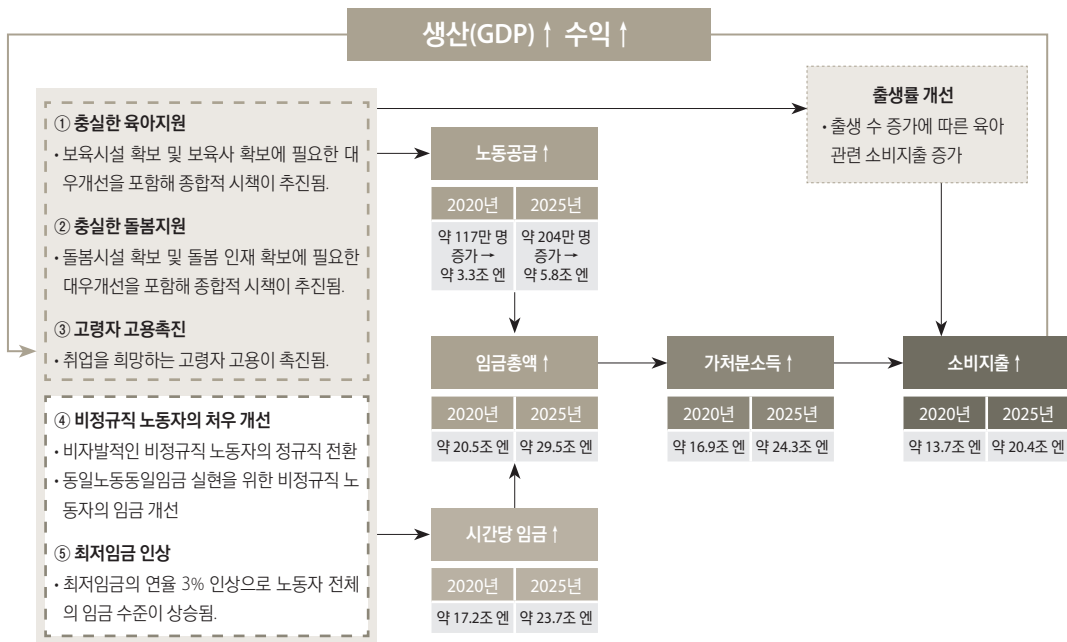 생산(GDP)↑ 수익↑
① 충실한 육아지원
• 보육시설 확보 및 보육사 확보에 필요한 대
우개선을 포함해 종합적 시책이 추진됨.
② 충실한 돌봄지원
• 돌봄시설 확보 및 돌봄 인재 확보에 필요한
대우개선을 포함해 종합적 시책이 추진됨.
③ 고령자 고용촉진
• 취업을 희망하는 고령자 고용이 촉진됨.
④ 비정규직 노동자의 처우 개선
• 비자발적인 비정규직 노동자의 정규직 전환
• 동일노동동일임금 실현을 위한 비정규직 노
동자의 임금 개선
⑤ 최저임금 인상
• 최저임금의 연율 3% 인상으로 노동자 전체
의 임금 수준이 상승됨.
노동공급↑
2020년 2025년
약 117만 명 약 204만 명
증가 → 증가 →
약 3.3조 엔 약 5.8조 엔
출생률 개선
• 출생 수 증가에 따른 육아
관련 소비지출 증가
임금총액↑
2020년 2025년
약 20.5조 엔 약 29.5조 엔
가처분소득↑
2020년 2025년
약 16.9조 엔 약 24.3조 엔
소비지출↑
2020년 2025년
약 13.7조 엔 약 20.4조 엔
시간당 임금↑
2020년 2025년
약 17.2조 엔 약 23.7조 엔